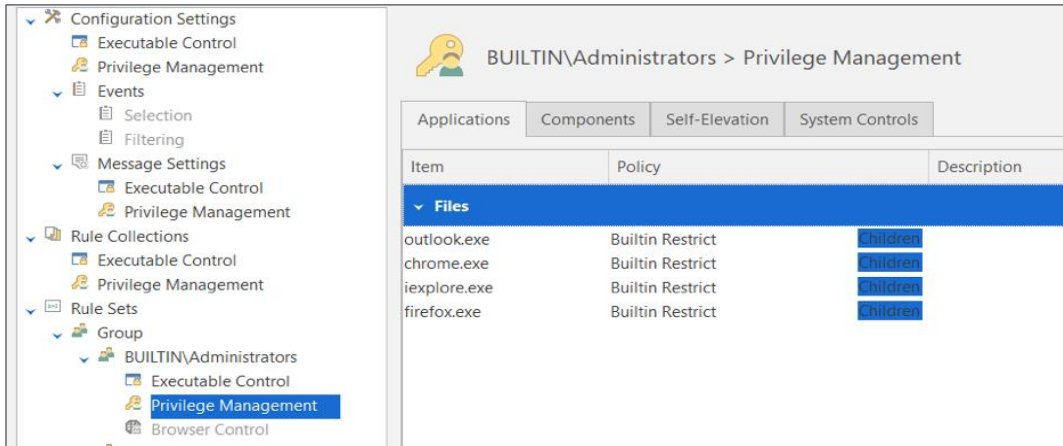 Configuration Settings
Executable Control
Privilege Management
Events
Selection
Filtering
Message Settings
Executable Control
Privilege Management
Rule Collections
Executable Control
Privilege Management
Rule Sets
Group
BUILTIN\Administrators
Executable Control
Privilege Management
Browser Control
BUILTIN\Administrators > Privilege Management
Applications Components Self-Elevation System Controls
Item Policy Description
Files
outlook.exe Builtin Restrict Children
chrome.exe Builtin Restrict Children
iexplore.exe Builtin Restrict Children
firefox.exe Builtin Restrict Children